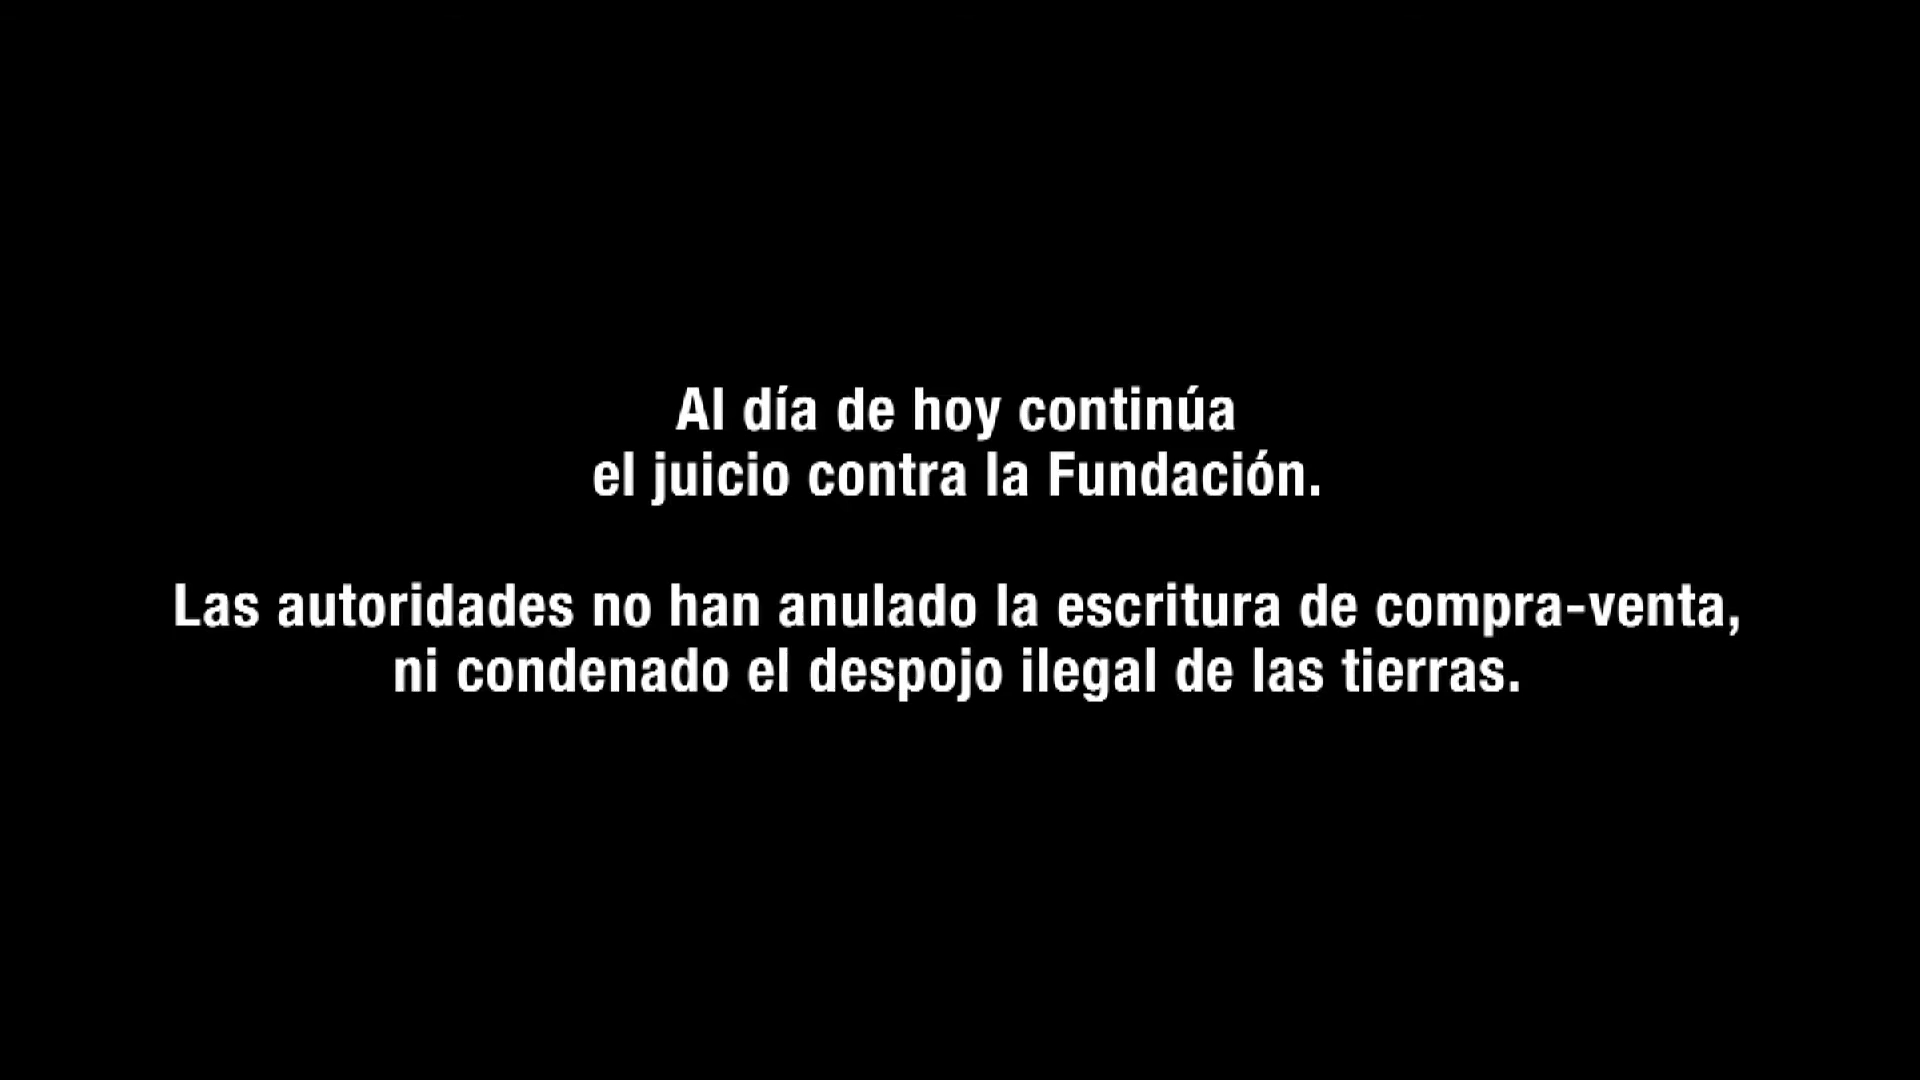 Al día de hoy continúa
el juicio contra la Fundación.
Las autoridades no han anulado la escritura de compra-venta,
ni condenado el despojo ilegal de las tierras.